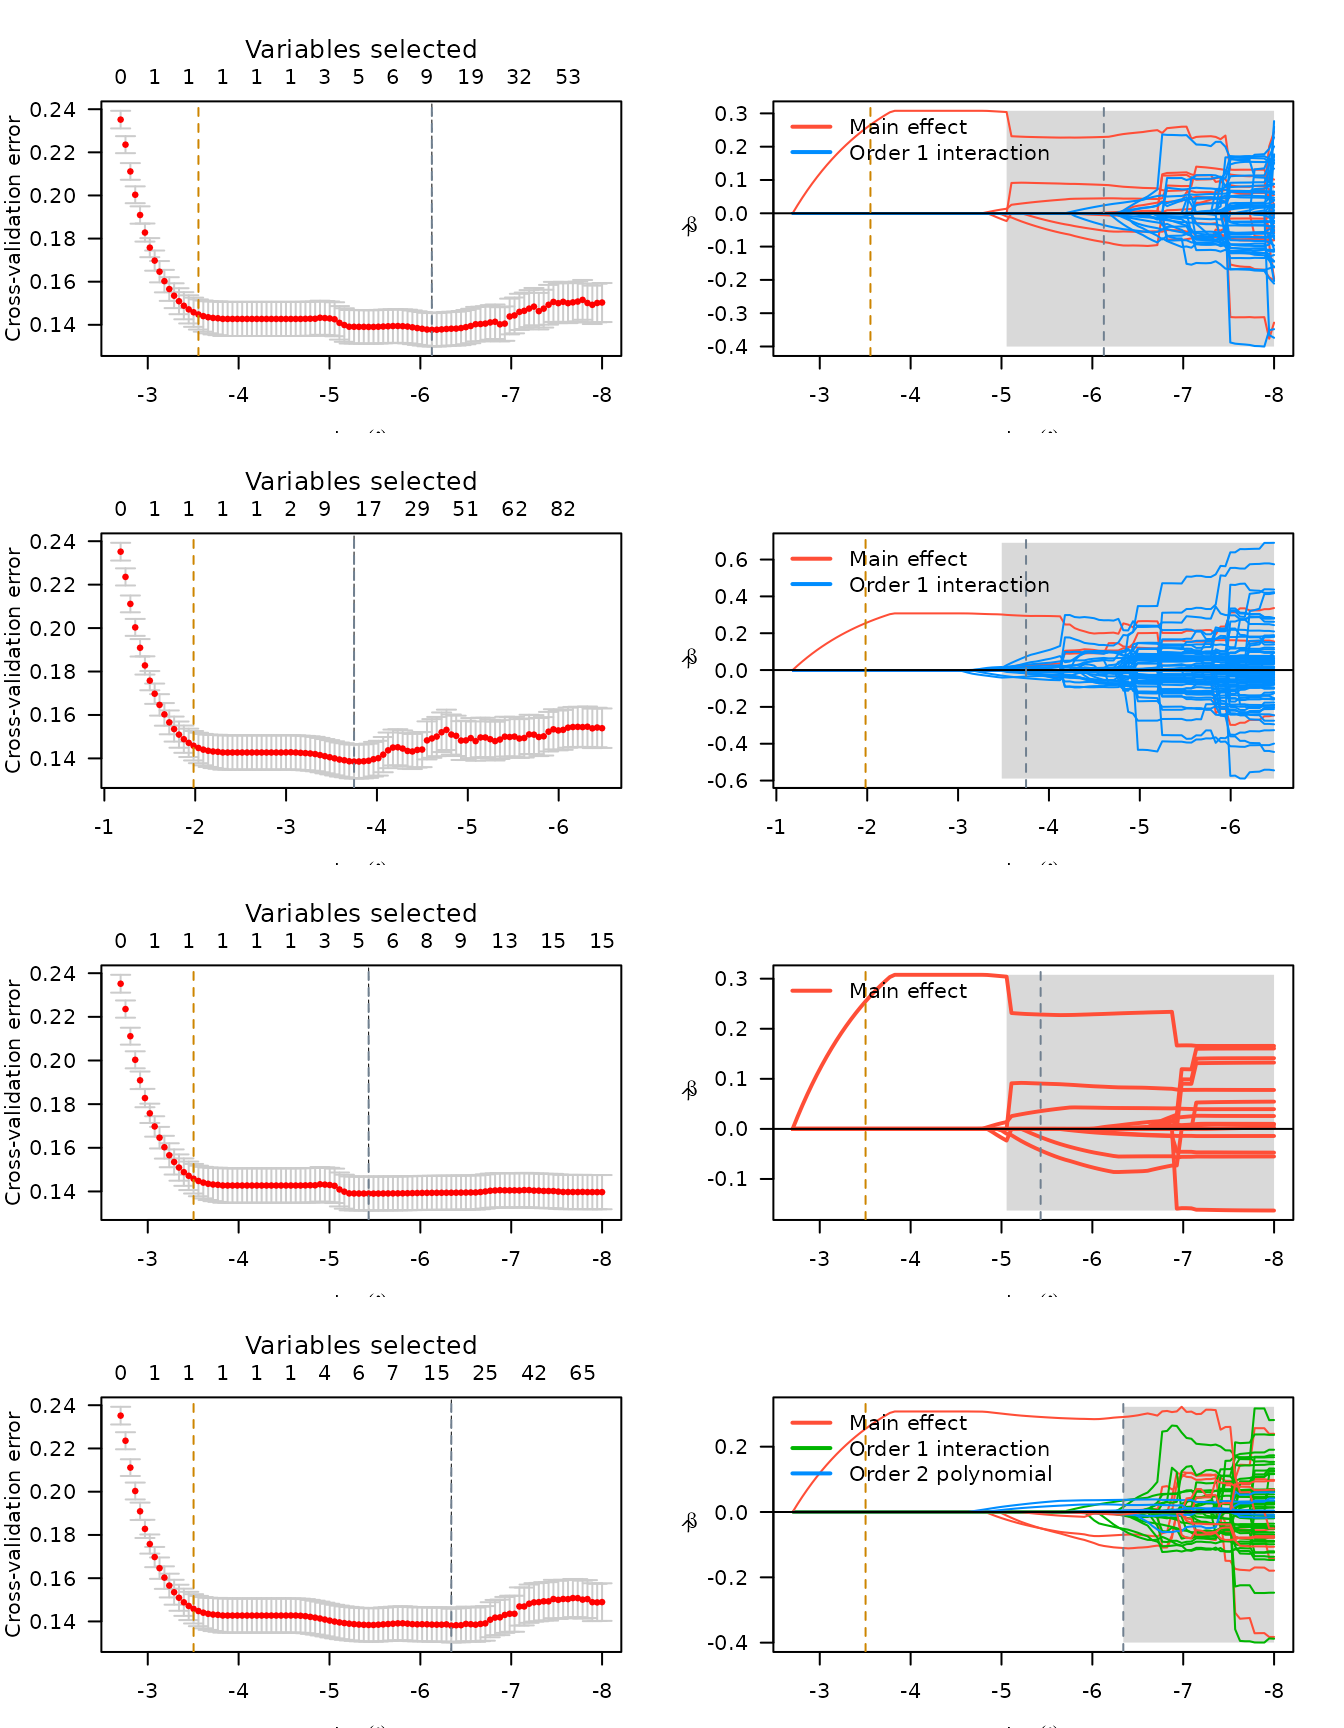 Variables selected
0 1 1 1 1 1 3 5 6 9 19 32 53
Cross-validation error
0.24
0.22
0.20
0.18
0.16
0.14
-3 -4 -5 -6 -7 -8
Main effect
Order 1 interaction
0.3
0.2
0.1
0.0
-0.1
-0.2
-0.3
-0.4
β̂
-3 -4 -5 -6 -7 -8
Variables selected
0 1 1 1 1 2 9 17 29 51 62 82
Cross-validation error
0.24
0.22
0.20
0.18
0.16
0.14
-1 -2 -3 -4 -5 -6
Main effect
Order 1 interaction
0.6
0.4
0.2
0.0
-0.2
-0.4
-0.6
β̂
-1 -2 -3 -4 -5 -6
Variables selected
0 1 1 1 1 1 3 5 6 8 9 13 15 15
Cross-validation error
0.24
0.22
0.20
0.18
0.16
0.14
-3 -4 -5 -6 -7 -8
Main effect
0.3
0.2
0.1
0.0
-0.1
β̂
-3 -4 -5 -6 -7 -8
Variables selected
0 1 1 1 1 1 4 6 7 15 25 42 65
Cross-validation error
0.24
0.22
0.20
0.18
0.16
0.14
-3 -4 -5 -6 -7 -8
Main effect
Order 1 interaction
Order 2 polynomial
0.2
0.0
-0.2
-0.4
β̂
-3 -4 -5 -6 -7 -8